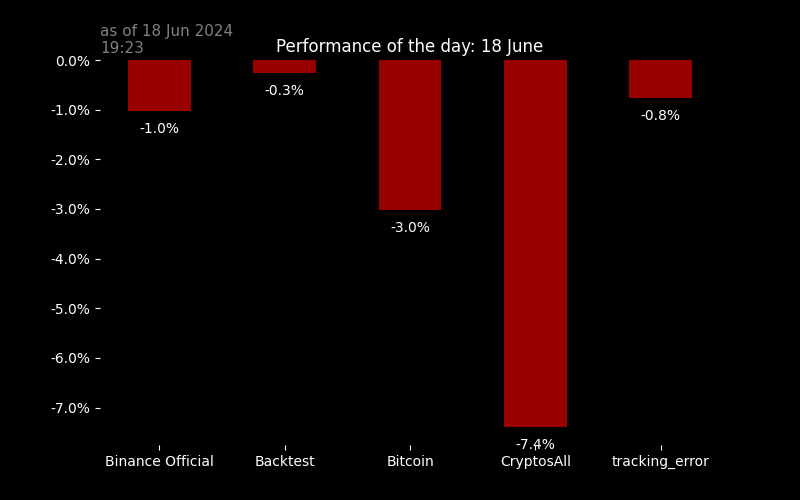 as of 18 Jun 2024
19:23
Performance of the day: 18 June
0.0%
-1.0%
-2.0%
-3.0%
-4.0%
-5.0%
-6.0%
-7.0%
-1.0%
-0.3%
-3.0%
-7.4%
-0.8%
Binance Official
Backtest
Bitcoin
CryptosAll
tracking_error